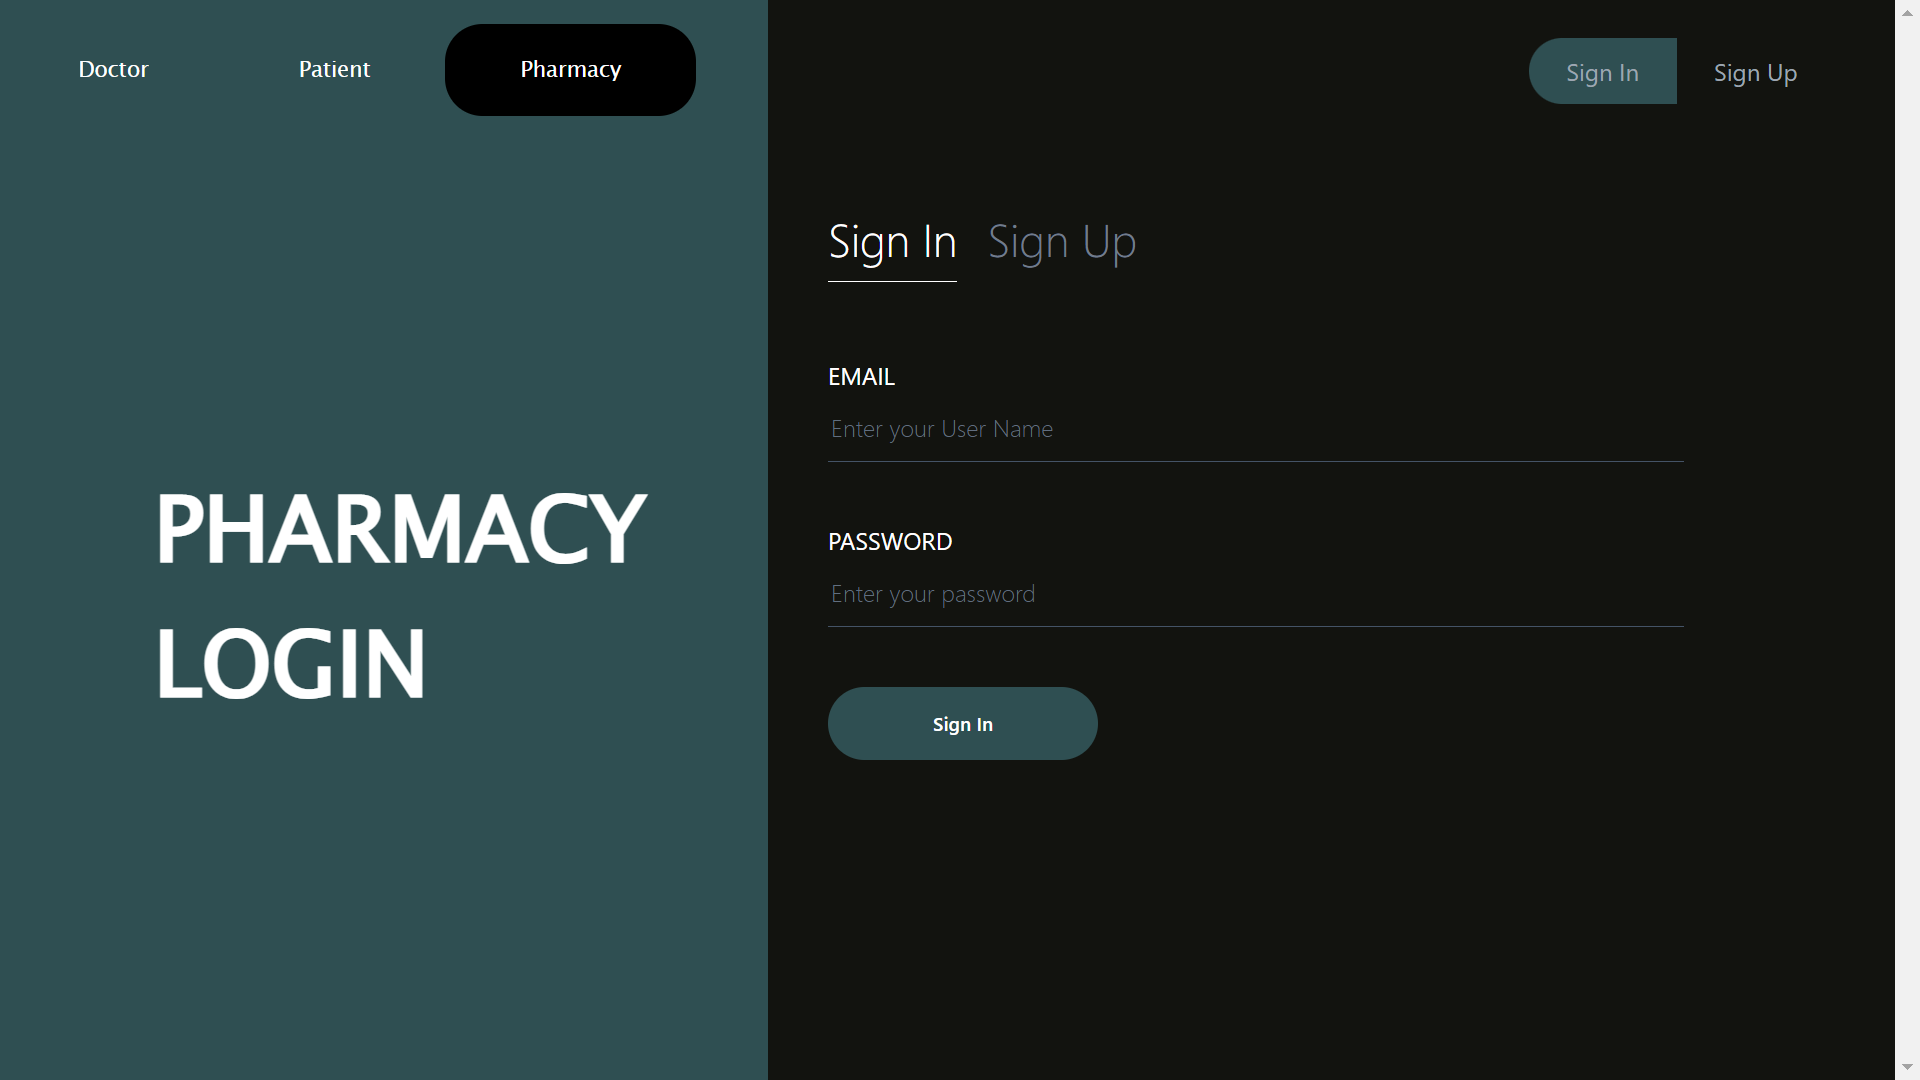 Doctor Patient Pharmacy
Sign In Sign Up
Sign In Sign Up
EMAIL
Enter your User Name
PASSWORD
Enter your password
Sign In
PHARMACY
LOGIN